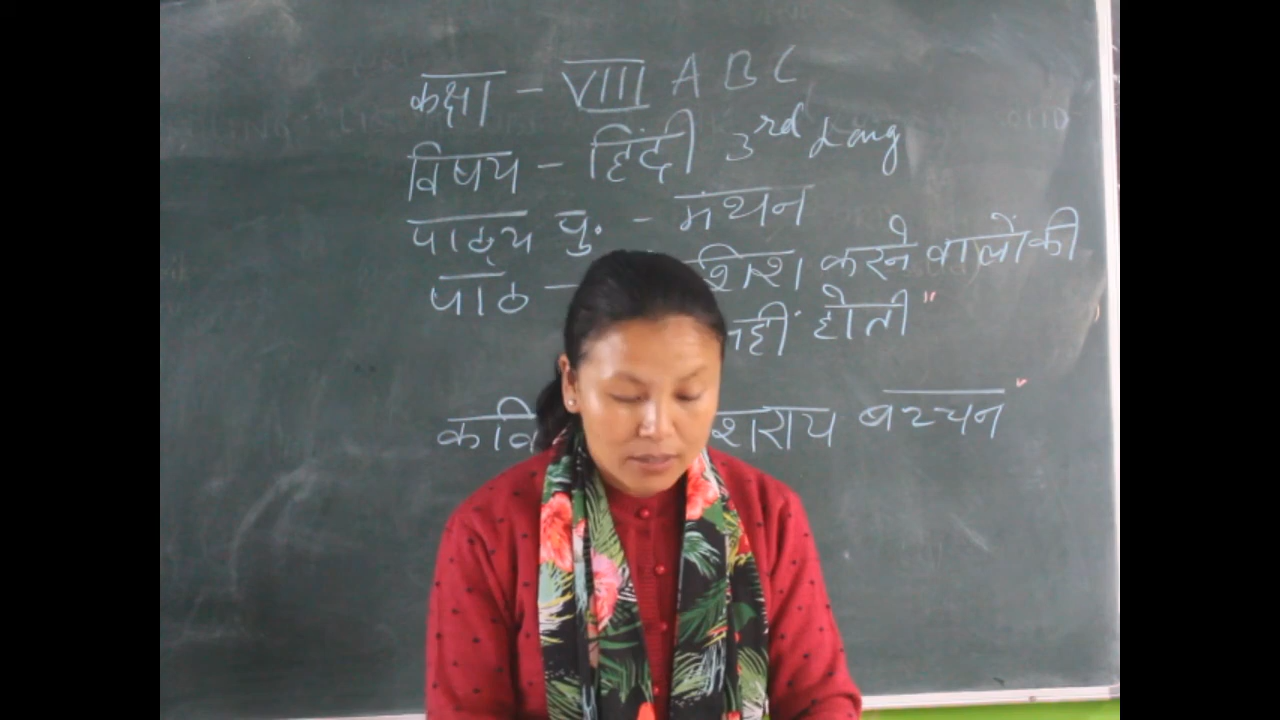 कक्षा - VIII A B C
विषय - हिंदी 3rd Lang
पाठ्य पु. - मंथन
पाठ - शिश करने वालों की
नहीं होती"
कवि शराय बच्चन"